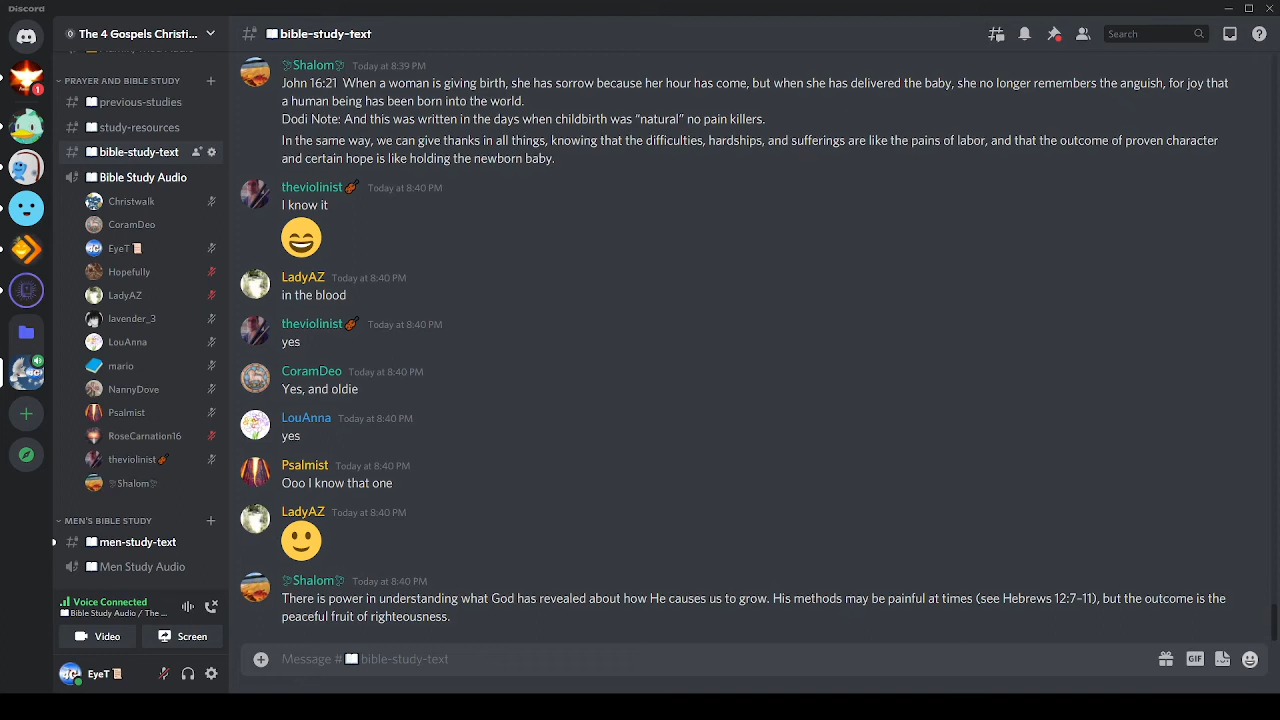 Discord
The 4 Gospels Christi...
📖bible-study-text
Search
PRAYER AND BIBLE STUDY
📖previous-studies
📖study-resources
📖bible-study-text
📖Bible Study Audio
Christwalk
CoramDeo
EyeT📜
Hopefully
LadyAZ
lavender_3
LouAnna
mario
NannyDove
Psalmist
RoseCarnation16
theviolinist🎻
🕊Shalom🕊
MEN'S BIBLE STUDY
📖men-study-text
📖Men Study Audio
Voice Connected
📖Bible Study Audio / The ...
Video
Screen
EyeT📜
1
🕊Shalom🕊 Today at 8:39 PM
John 16:21 When a woman is giving birth, she has sorrow because her hour has come, but when she has delivered the baby, she no longer remembers the anguish, for joy that
a human being has been born into the world.
Dodi Note: And this was written in the days when childbirth was “natural” no pain killers.
In the same way, we can give thanks in all things, knowing that the difficulties, hardships, and sufferings are like the pains of labor, and that the outcome of proven character
and certain hope is like holding the newborn baby.
theviolinist🎻 Today at 8:40 PM
I know it
😄
LadyAZ Today at 8:40 PM
in the blood
theviolinist🎻 Today at 8:40 PM
yes
CoramDeo Today at 8:40 PM
Yes, and oldie
LouAnna Today at 8:40 PM
yes
Psalmist Today at 8:40 PM
Ooo I know that one
LadyAZ Today at 8:40 PM
🙂
🕊Shalom🕊 Today at 8:40 PM
There is power in understanding what God has revealed about how He causes us to grow. His methods may be painful at times (see Hebrews 12:7–11), but the outcome is the
peaceful fruit of righteousness.
Message #📖bible-study-text
GIF